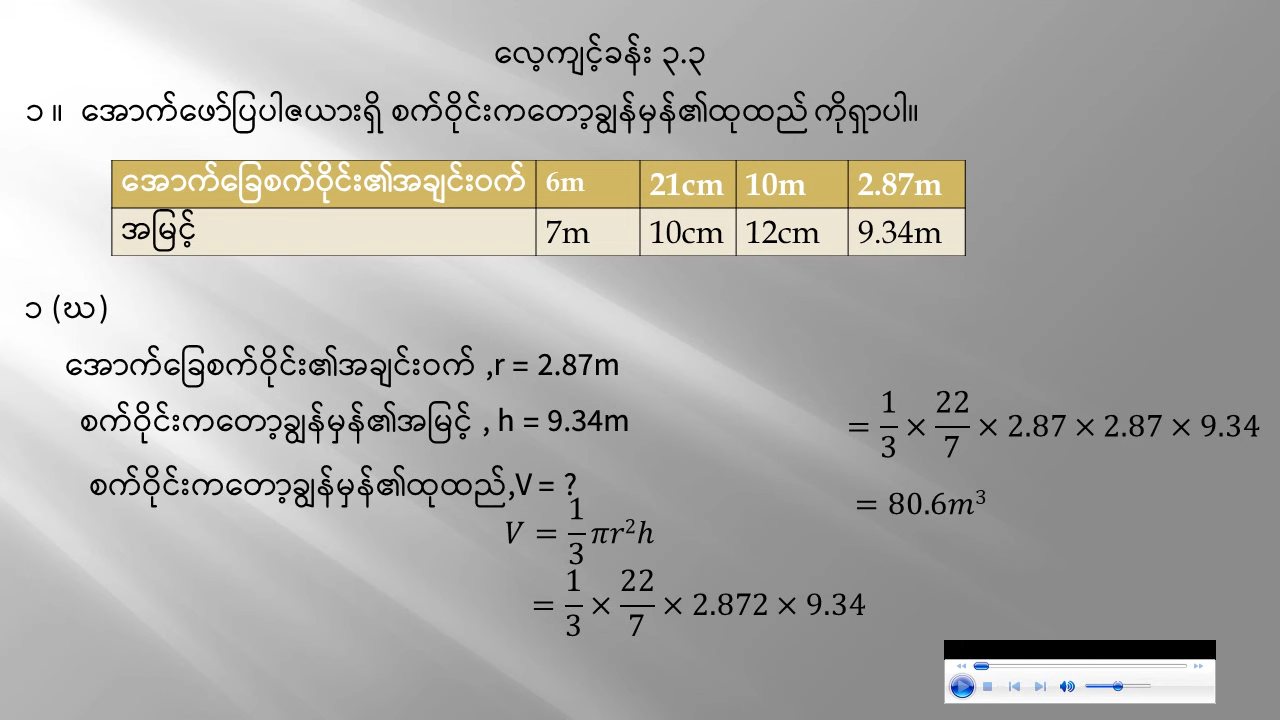 လေ့ကျင့်ခန်း ၃.၃
၁ ။ အောက်ဖော်ပြပါဇယားရှိ စက်ဝိုင်းကတော့ချွန်မှန်၏ထုထည် ကိုရှာပါ။
အောက်ခြေစက်ဝိုင်း၏အချင်းဝက် 6m 21cm 10m 2.87m
အမြင့် 7m 10cm 12cm 9.34m
၁ (ဃ)
အောက်ခြေစက်ဝိုင်း၏အချင်းဝက် ,r = 2.87m
စက်ဝိုင်းကတော့ချွန်မှန်၏အမြင့် , h = 9.34m
စက်ဝိုင်းကတော့ချွန်မှန်၏ထုထည်,V = ?
V = 1/3 πr²h
= 1/3 × 22/7 × 2.872 × 9.34
= 1/3 × 22/7 × 2.87 × 2.87 × 9.34
= 80.6m³